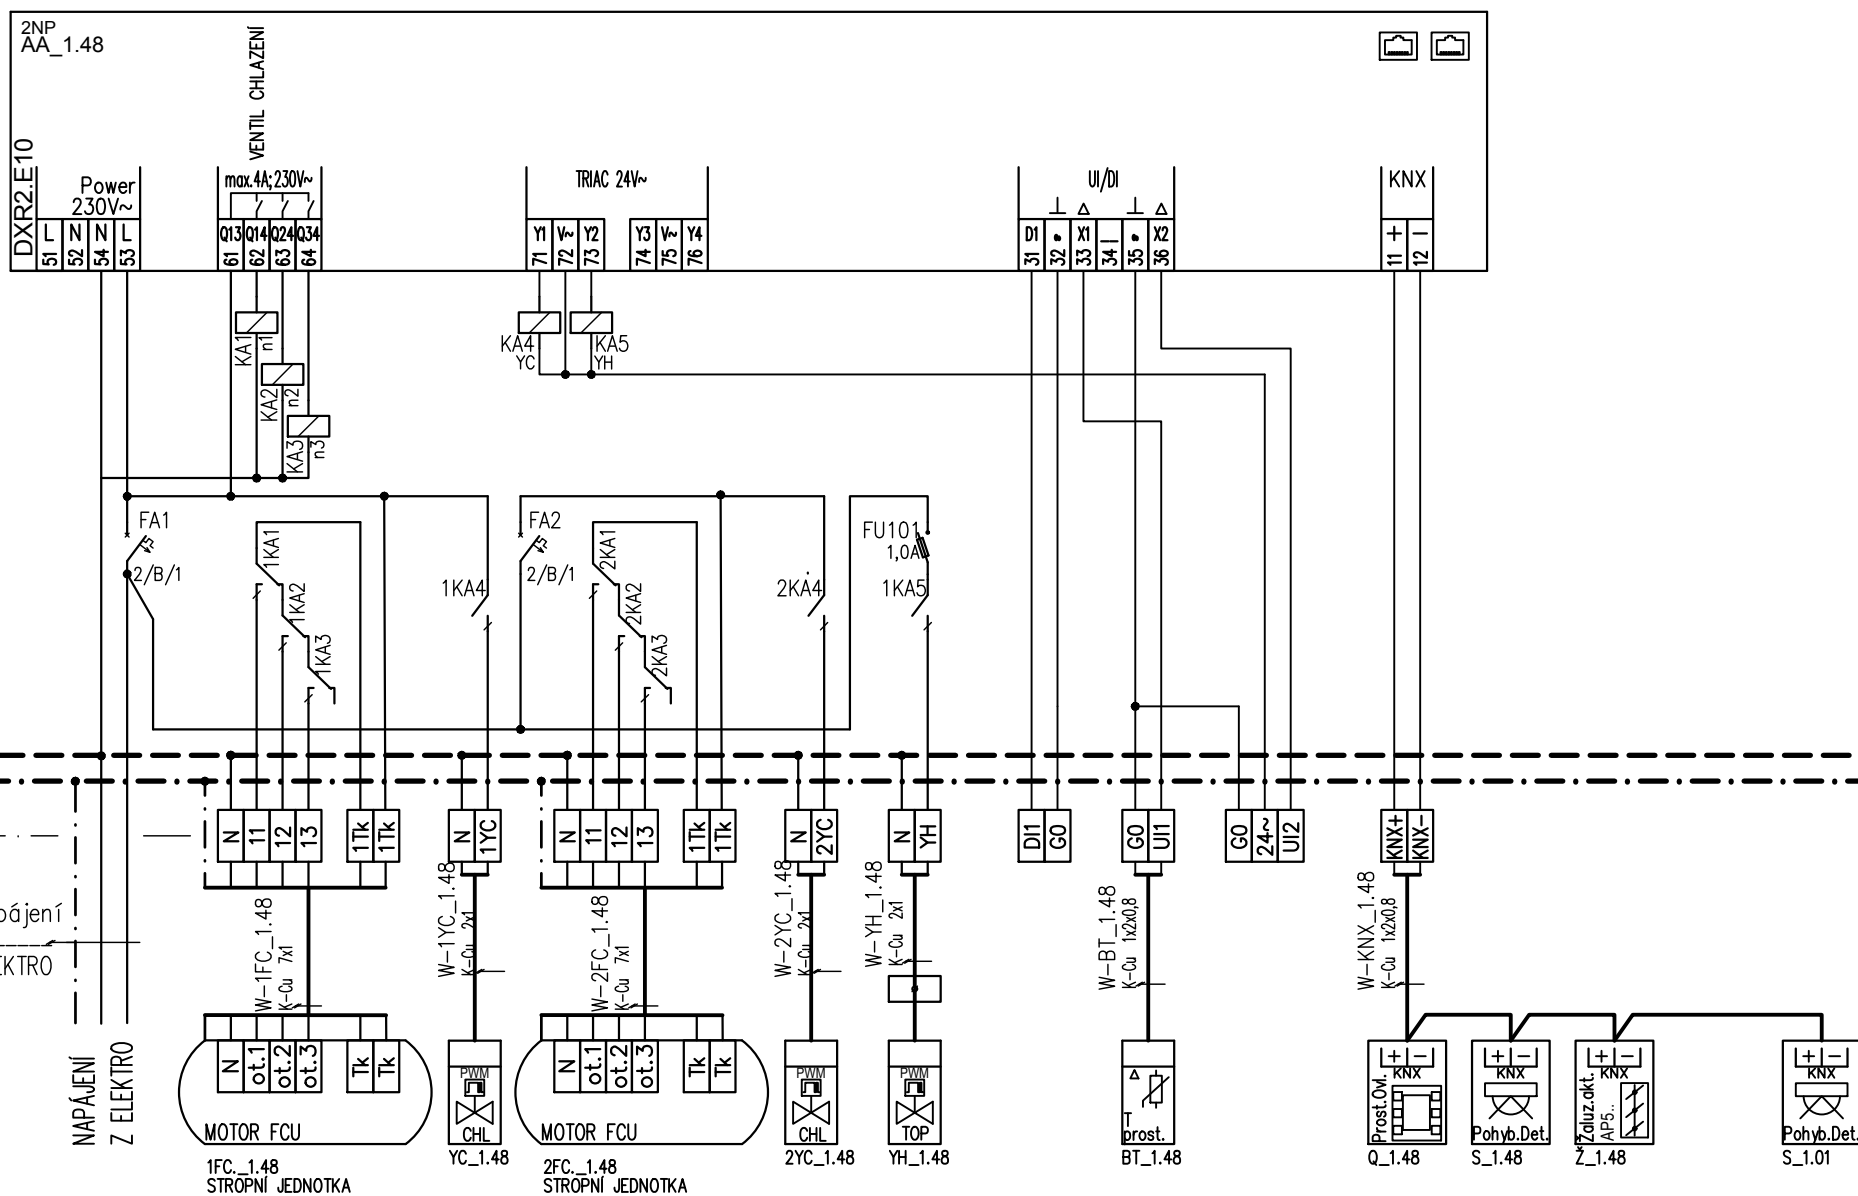 2NP
AA_1.48
DXR2.E10
VENTIL CHLAZENÍ
Power
230V~
max.4A;230V~
TRIAC 24V~
UI/DI
KNX
L N N L
51 52 54 53
Q13 Q14 Q24 Q34
61 62 63 64
Y1 V~ Y2 Y3 V~ Y4
71 72 73 74 75 76
D1 X1 X2
31 32 33 34 35 36
+ −
11 12
KA1 n1
KA2 n2
KA3 n3
KA4
YC
KA5
YH
FA1
2/B/1
1KA1
1KA2
1KA3
1KA4
FA2
2/B/1
2KA1
2KA2
2KA3
2KA4
FU101
1,0A
1KA5
N 11 12 13 1Tk 1Tk
N 1YC
N 11 12 13 1Tk 1Tk
N 2YC
N YH
DI1 G0
G0 UI1
G0 24~ UI2
KNX+ KNX-
pájení
KTRO
W-1FC_1.48
K-Cu 7x1
W-1YC_1.48
K-Cu 2x1
W-2FC_1.48
K-Cu 7x1
W-2YC_1.48
K-Cu 2x1
W-YH_1.48
K-Cu 2x1
W-BT_1.48
K-Cu 1x2x0,8
W-KNX_1.48
K-Cu 1x2x0,8
NAPÁJENÍ
Z ELEKTRO
N ot.1 ot.2 ot.3 Tk Tk
MOTOR FCU
1FC._1.48
STROPNÍ JEDNOTKA
PWM
CHL
YC_1.48
N ot.1 ot.2 ot.3 Tk Tk
MOTOR FCU
2FC._1.48
STROPNÍ JEDNOTKA
PWM
CHL
2YC_1.48
PWM
TOP
YH_1.48
T
prost.
BT_1.48
+ −
KNX
Prost.Ovl.
Q_1.48
+ −
KNX
Pohyb.Det.
S_1.48
+ −
KNX
Žaluz.akt.
AP5..
Ž_1.48
+ −
KNX
Pohyb.Det.
S_1.01